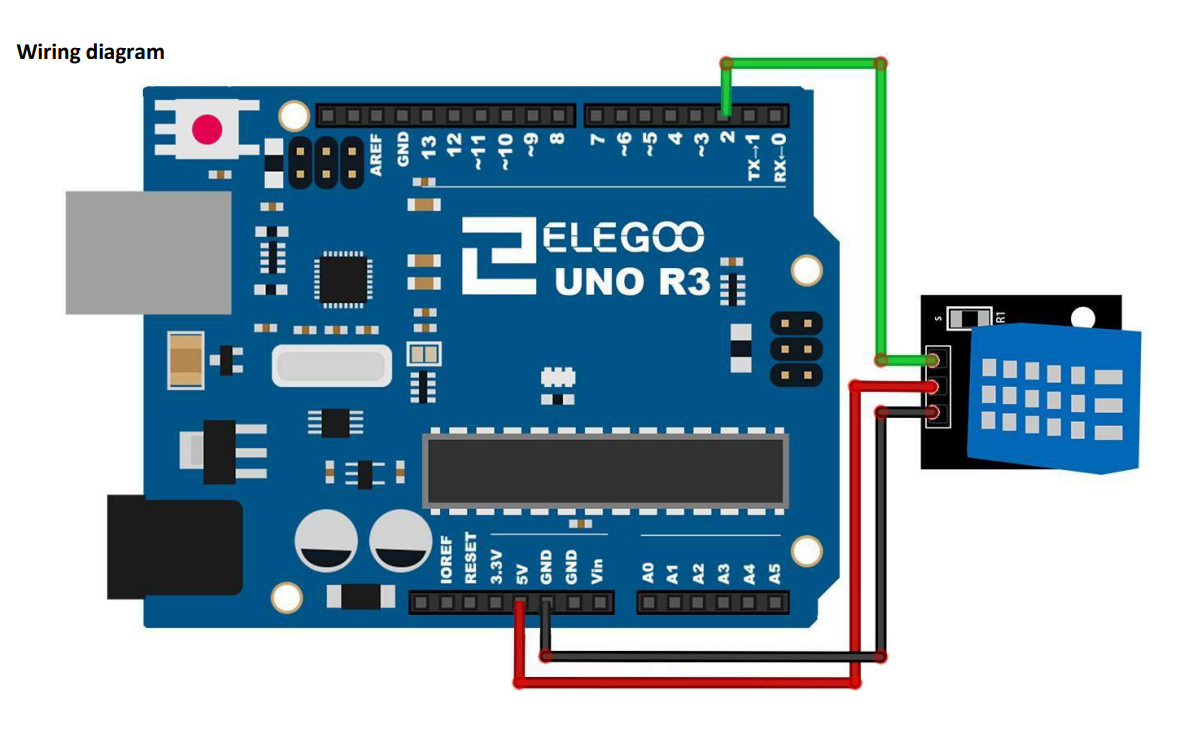 Wiring diagram
AREF
GND
13
12
~11
~10
~9
8
7
~6
~5
4
~3
2
TX→1
RX←0
ELEGOO
UNO R3
S
R1
IOREF
RESET
3.3V
5V
GND
GND
Vin
A0
A1
A2
A3
A4
A5